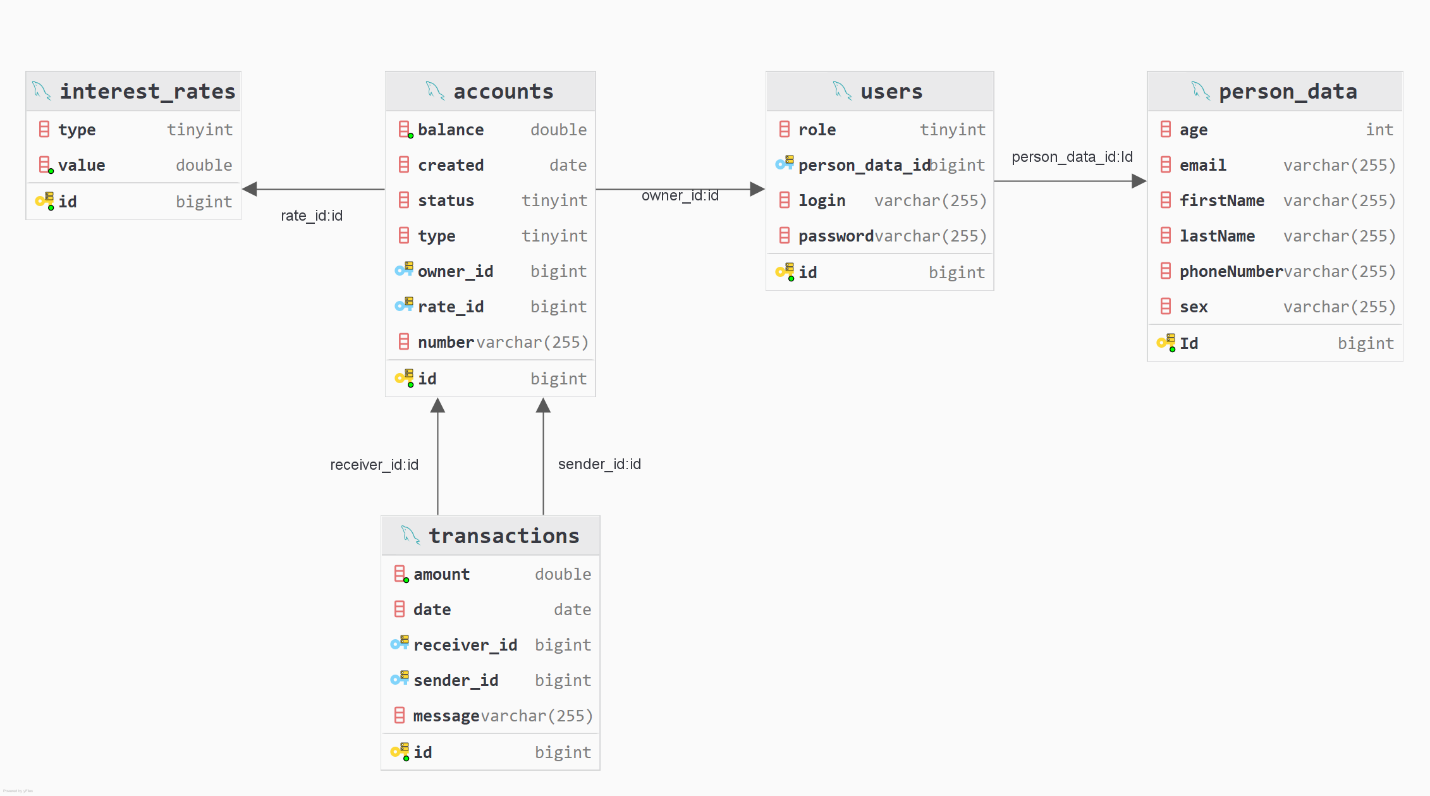 interest_rates
type tinyint
value double
id bigint
rate_id:id
accounts
balance double
created date
status tinyint
type tinyint
owner_id bigint
rate_id bigint
number varchar(255)
id bigint
owner_id:id
users
role tinyint
person_data_id bigint
login varchar(255)
password varchar(255)
id bigint
person_data_id:Id
person_data
age int
email varchar(255)
firstName varchar(255)
lastName varchar(255)
phoneNumber varchar(255)
sex varchar(255)
Id bigint
receiver_id:id
sender_id:id
transactions
amount double
date date
receiver_id bigint
sender_id bigint
message varchar(255)
id bigint
Powered by yFiles